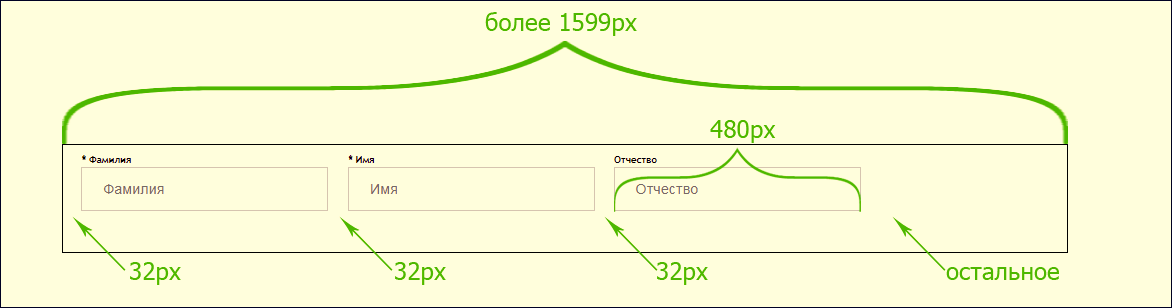 более 1599px
480px
* Фамилия * Имя Отчество
Фамилия Имя Отчество
32px 32px 32px остальное